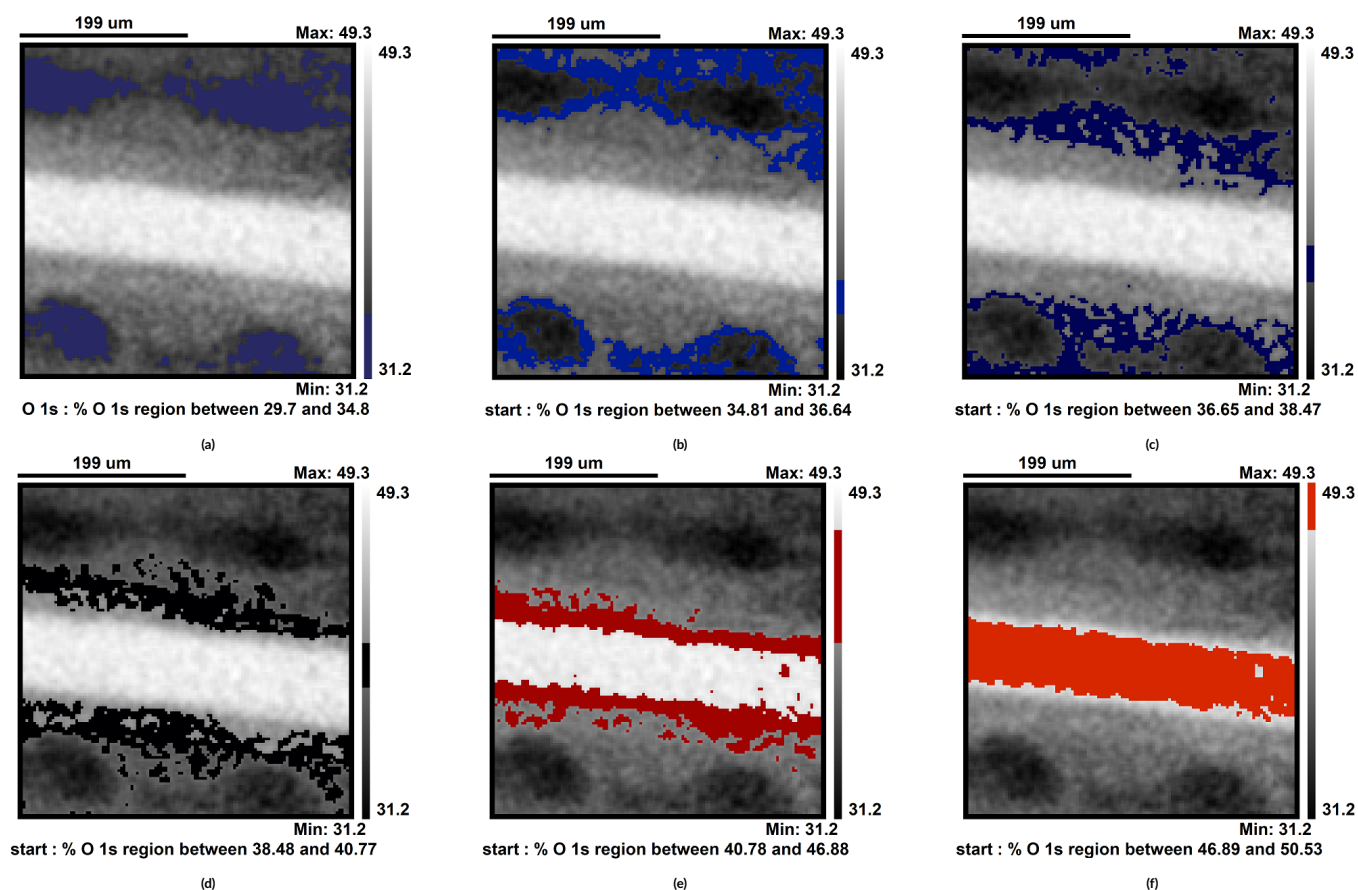 199 um
Max: 49.3
49.3
31.2
Min: 31.2
O 1s : % O 1s region between 29.7 and 34.8
(a)
199 um
Max: 49.3
49.3
31.2
Min: 31.2
start : % O 1s region between 34.81 and 36.64
(b)
199 um
Max: 49.3
49.3
31.2
Min: 31.2
start : % O 1s region between 36.65 and 38.47
(c)
199 um
Max: 49.3
49.3
31.2
Min: 31.2
start : % O 1s region between 38.48 and 40.77
(d)
199 um
Max: 49.3
49.3
31.2
Min: 31.2
start : % O 1s region between 40.78 and 46.88
(e)
199 um
Max: 49.3
49.3
31.2
Min: 31.2
start : % O 1s region between 46.89 and 50.53
(f)